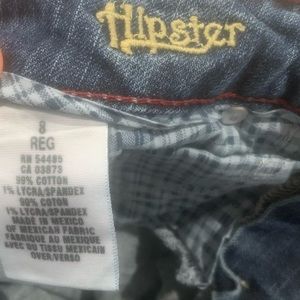 Hipster
8
REG
RN 54485
CA 03873
99% COTTON
1% LYCRA/SPANDEX
99% COTON
1% LYCRA/SPANDEX
MADE IN MEXICO
OF MEXICAN FABRIC
FABRIQUE AU MEXIQUE
AVEC DU TISSU MEXICAIN
OVER/VERSO